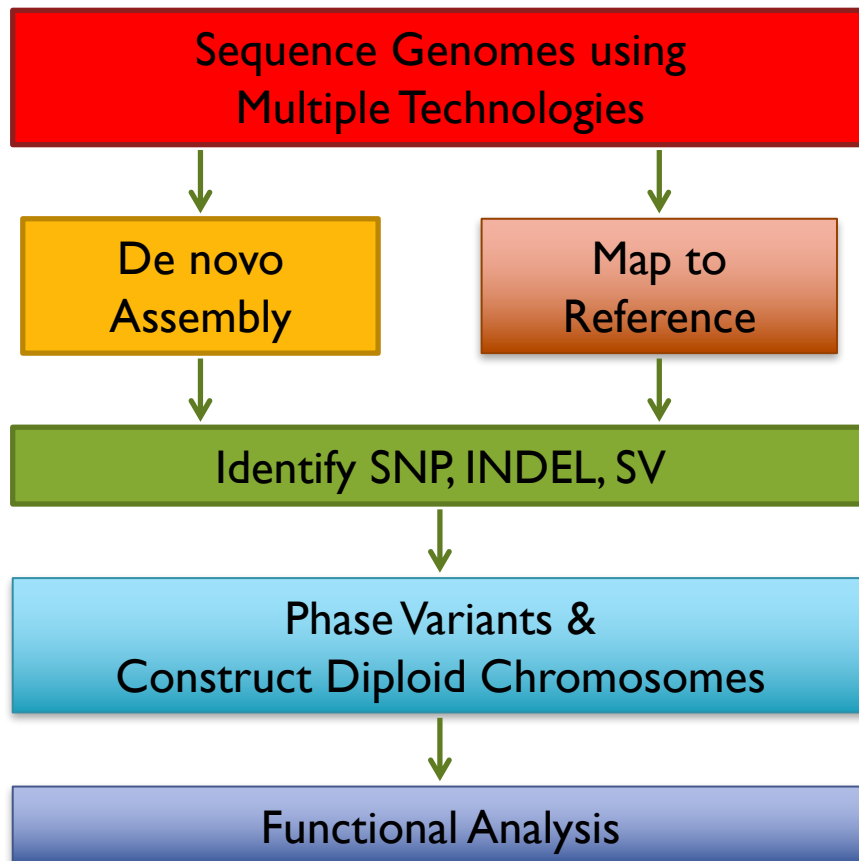 Sequence Genomes using
Multiple Technologies
De novo
Assembly
Map to
Reference
Identify SNP, INDEL, SV
Phase Variants &
Construct Diploid Chromosomes
Functional Analysis